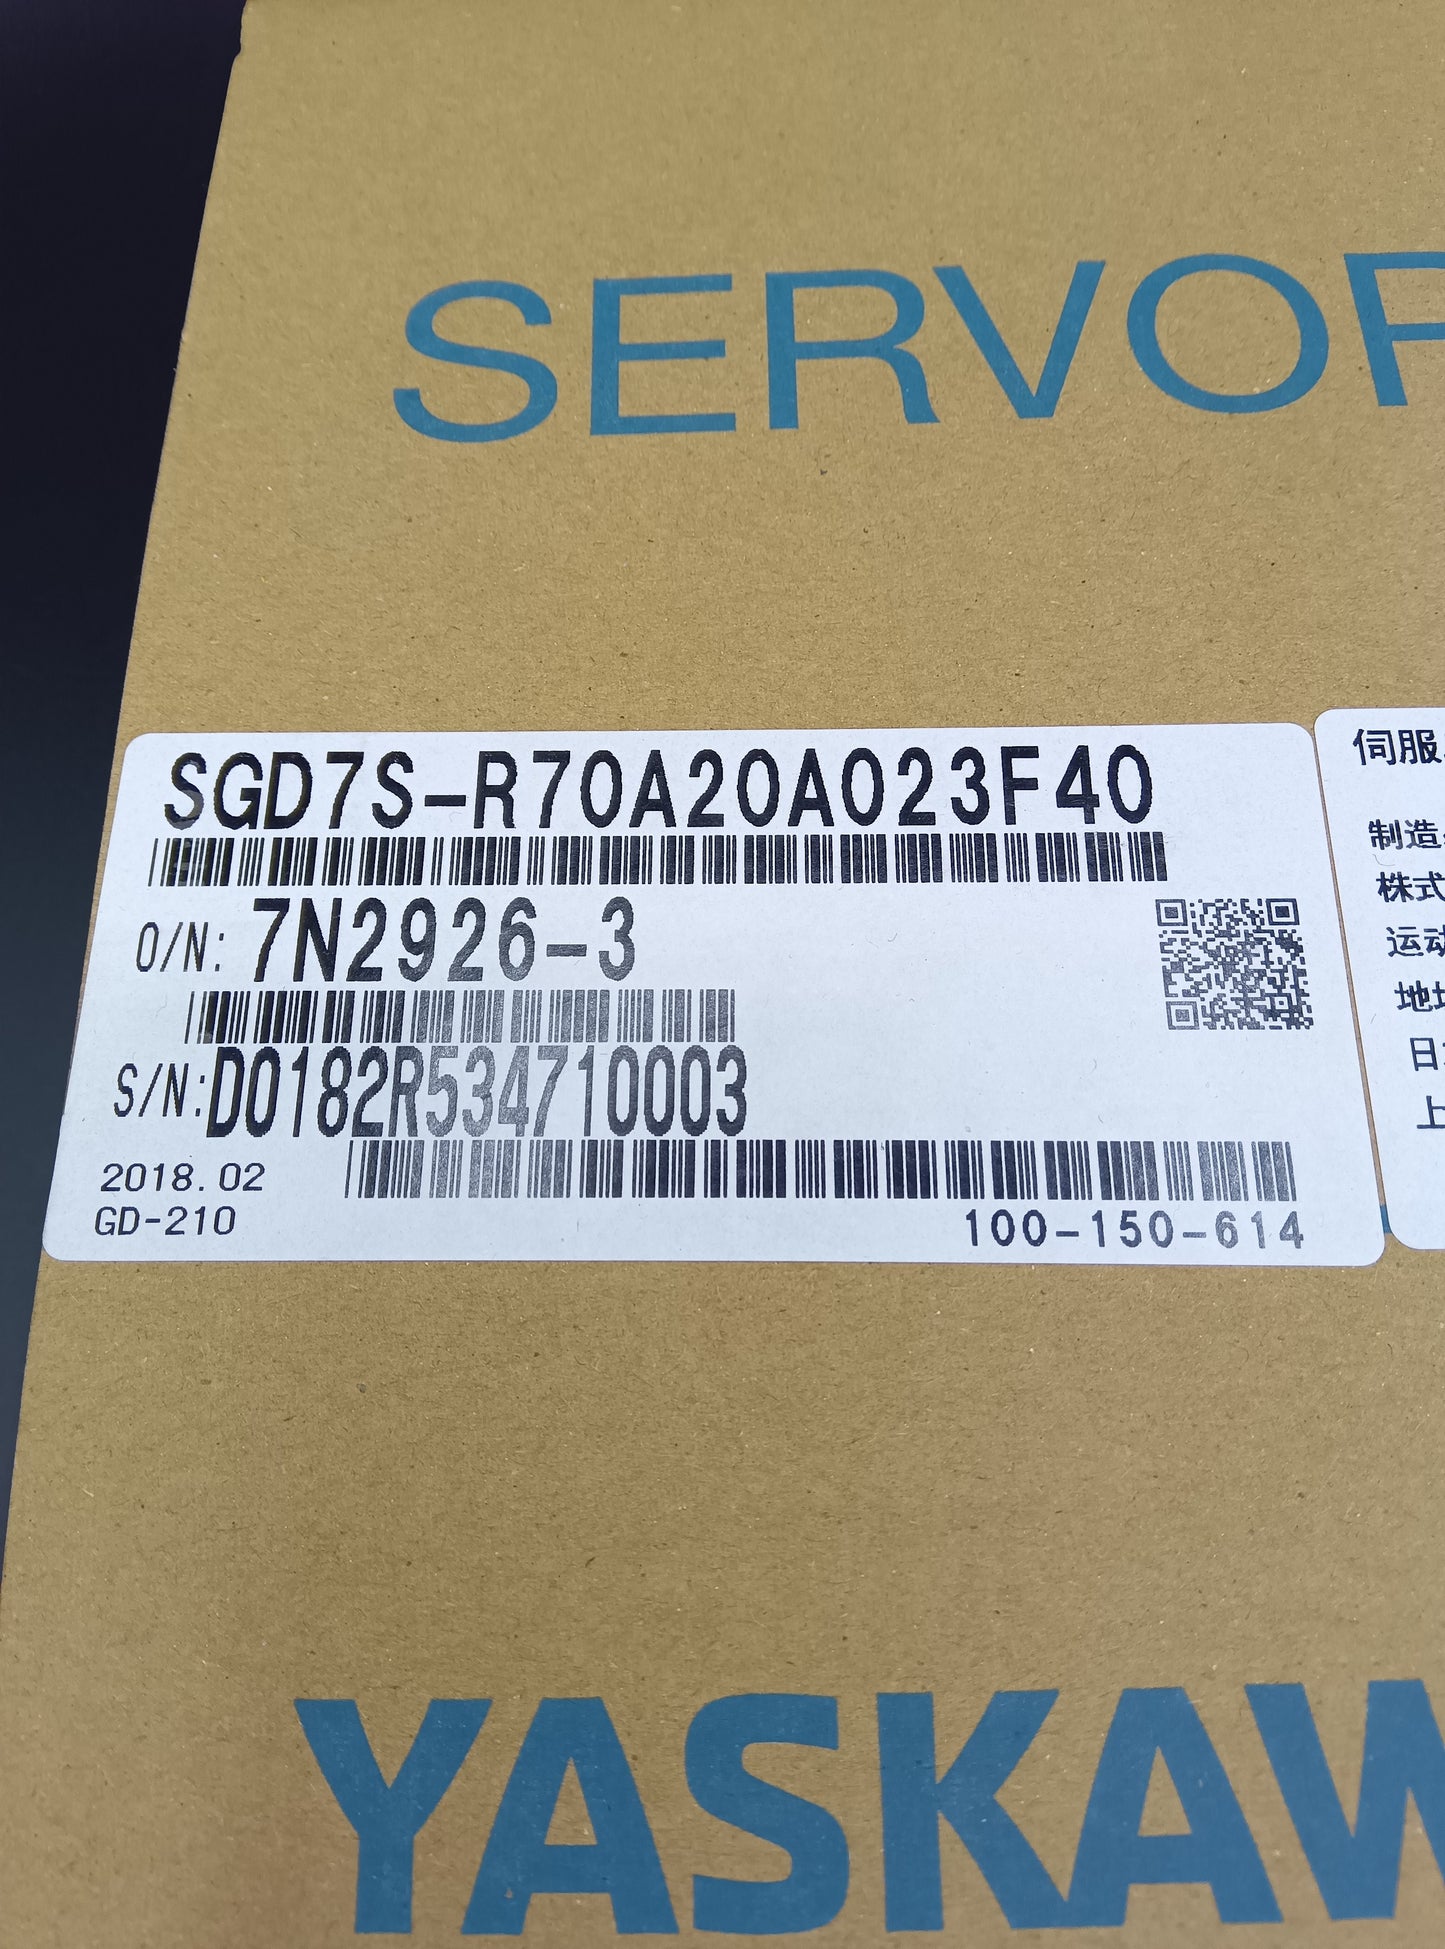 SERVOP
SGD7S-R70A20A023F40
O/N: 7N2926-3
S/N: D0182R534710003
2018.02
GD-210
100-150-614
伺服
制造
株式
运动
地址
日
上
YASKAW